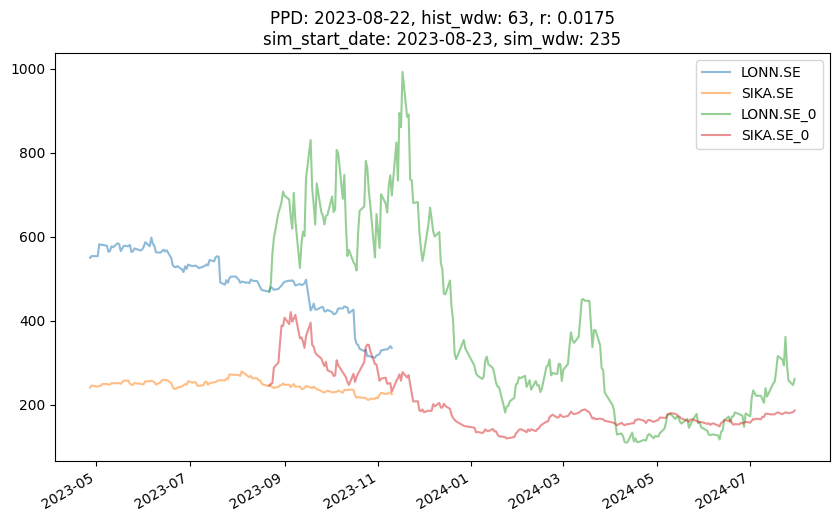 PPD: 2023-08-22, hist_wdw: 63, r: 0.0175
sim_start_date: 2023-08-23, sim_wdw: 235
LONN.SE
SIKA.SE
LONN.SE_0
SIKA.SE_0
1000
800
600
400
200
2023-05
2023-07
2023-09
2023-11
2024-01
2024-03
2024-05
2024-07